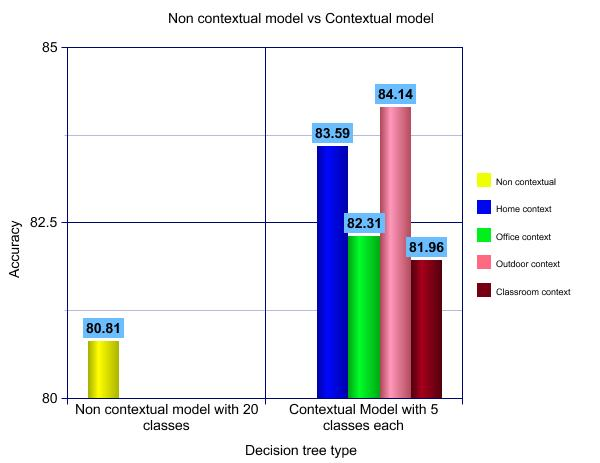 Non contextual model vs Contextual model
85
84.14
83.59
82.5
82.31
81.96
80.81
80
Accuracy
Non contextual
Home context
Office context
Outdoor context
Classroom context
Non contextual model with 20
classes
Contextual Model with 5
classes each
Decision tree type